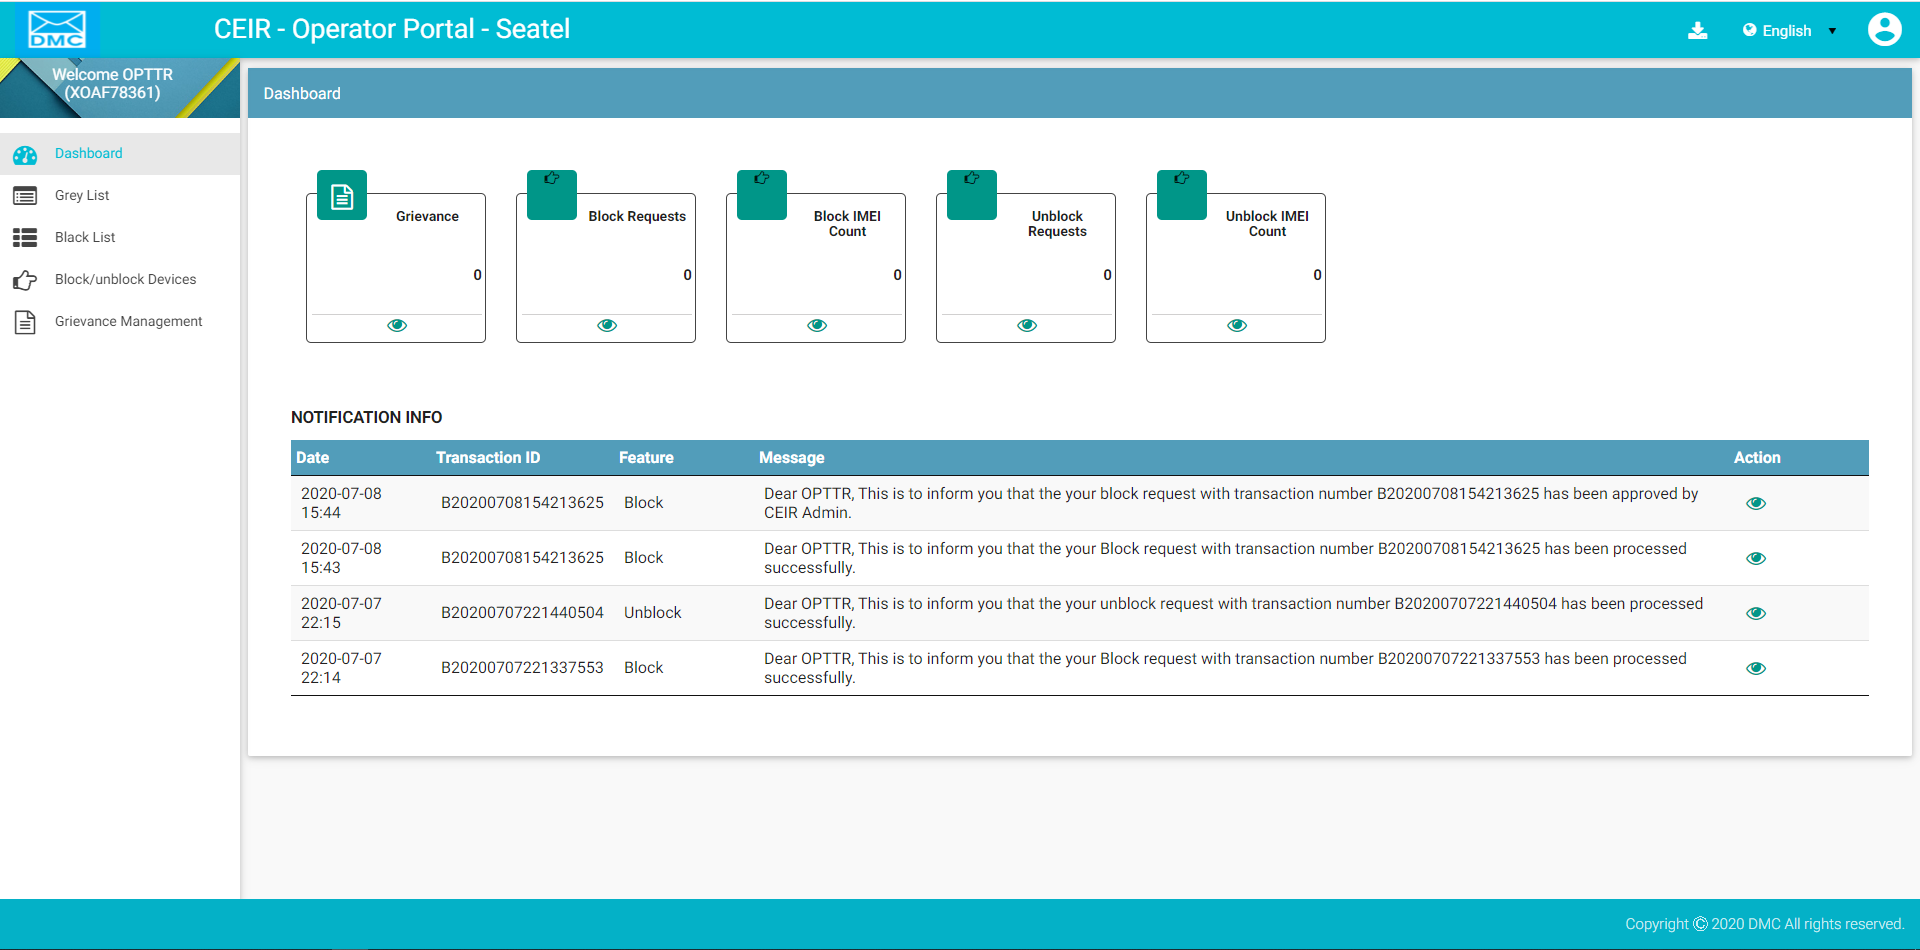 DMC
CEIR - Operator Portal - Seatel
English
Welcome OPTTR
(XOAF78361)
Dashboard
Grey List
Black List
Block/unblock Devices
Grievance Management
Dashboard
Grievance
0
Block Requests
0
Block IMEI
Count
0
Unblock
Requests
0
Unblock IMEI
Count
0
NOTIFICATION INFO
Date Transaction ID Feature Message Action
2020-07-08
15:44
B20200708154213625 Block
Dear OPTTR, This is to inform you that the your block request with transaction number B20200708154213625 has been approved by
CEIR Admin.
2020-07-08
15:43
B20200708154213625 Block
Dear OPTTR, This is to inform you that the your Block request with transaction number B20200708154213625 has been processed
successfully.
2020-07-07
22:15
B20200707221440504 Unblock
Dear OPTTR, This is to inform you that the your unblock request with transaction number B20200707221440504 has been processed
successfully.
2020-07-07
22:14
B20200707221337553 Block
Dear OPTTR, This is to inform you that the your Block request with transaction number B20200707221337553 has been processed
successfully.
Copyright © 2020 DMC All rights reserved.